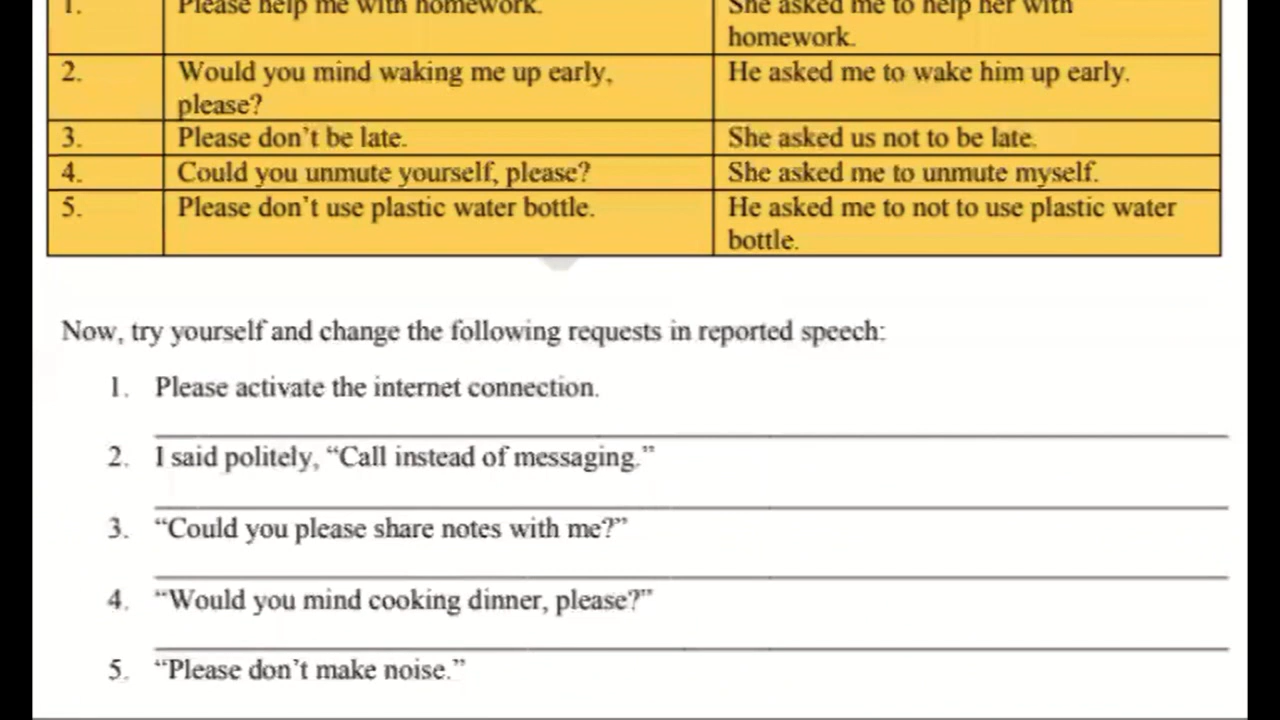 1. Please help me with homework. She asked me to help her with
homework.
2. Would you mind waking me up early, He asked me to wake him up early.
please?
3. Please don't be late. She asked us not to be late.
4. Could you unmute yourself, please? She asked me to unmute myself.
5. Please don't use plastic water bottle. He asked me to not to use plastic water
bottle.
Now, try yourself and change the following requests in reported speech:
1. Please activate the internet connection.
2. I said politely, “Call instead of messaging.”
3. “Could you please share notes with me?”
4. “Would you mind cooking dinner, please?”
5. “Please don't make noise.”